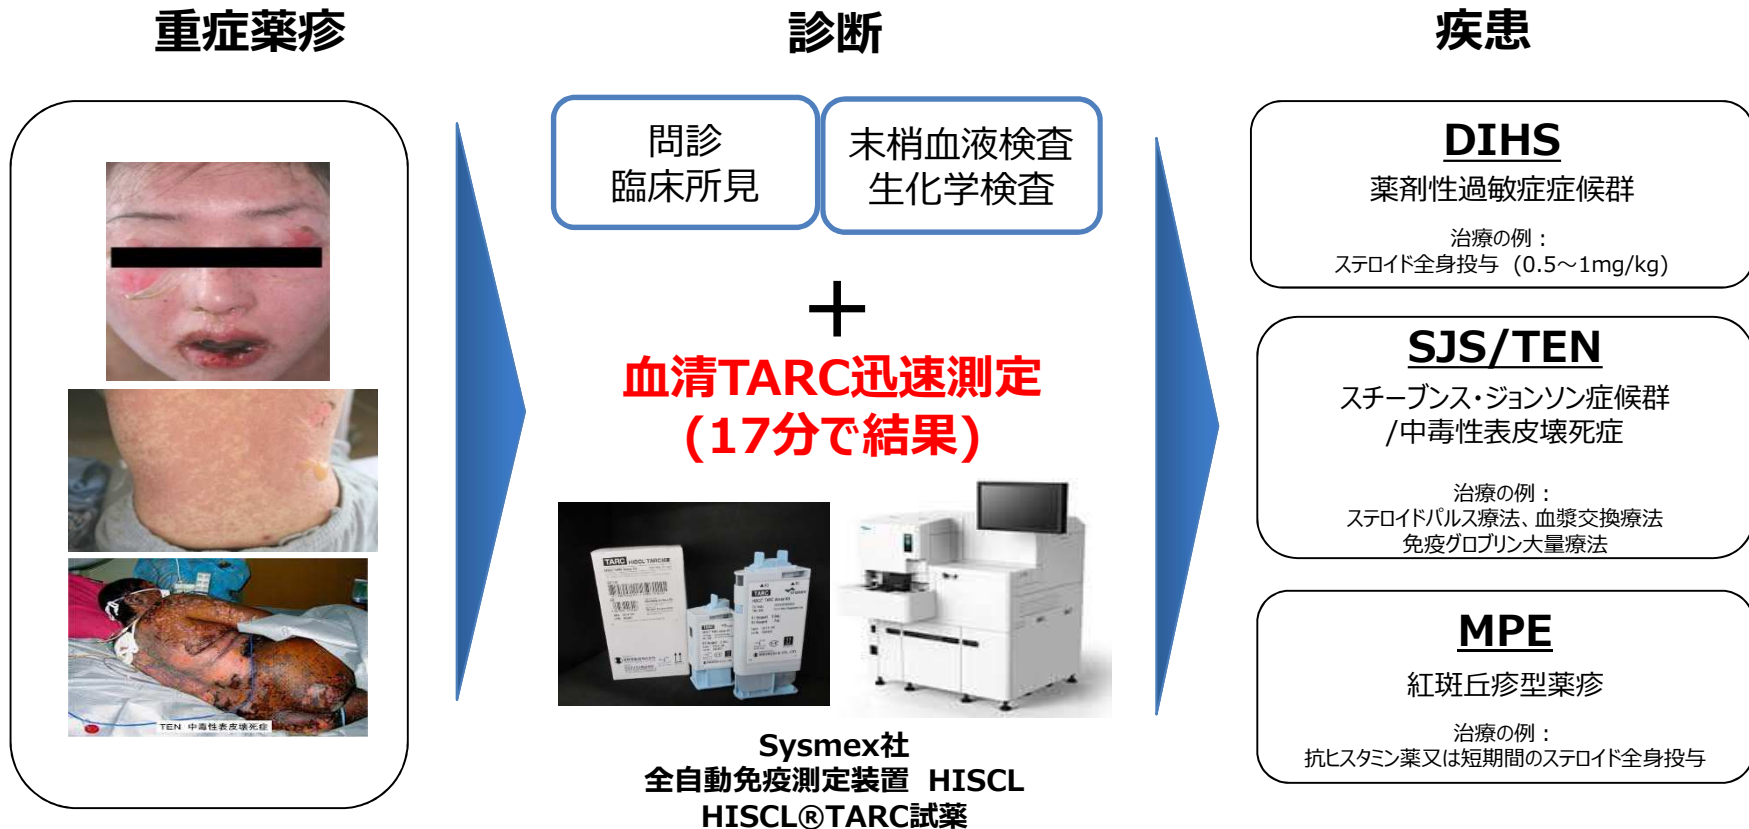 重症薬疹
診断
疾患
TEN 中毒性表皮壊死症
問診
臨床所見
末梢血液検査
生化学検査
＋
血清TARC迅速測定
(17分で結果)
TARC HISCL TARC試薬
TARC
TARC
Sysmex社
全自動免疫測定装置 HISCL
HISCL®TARC試薬
DIHS
薬剤性過敏症症候群
治療の例：
ステロイド全身投与 (0.5～1mg/kg)
SJS/TEN
スチーブンス・ジョンソン症候群
/中毒性表皮壊死症
治療の例：
ステロイドパルス療法、血漿交換療法
免疫グロブリン大量療法
MPE
紅斑丘疹型薬疹
治療の例：
抗ヒスタミン薬又は短期間のステロイド全身投与